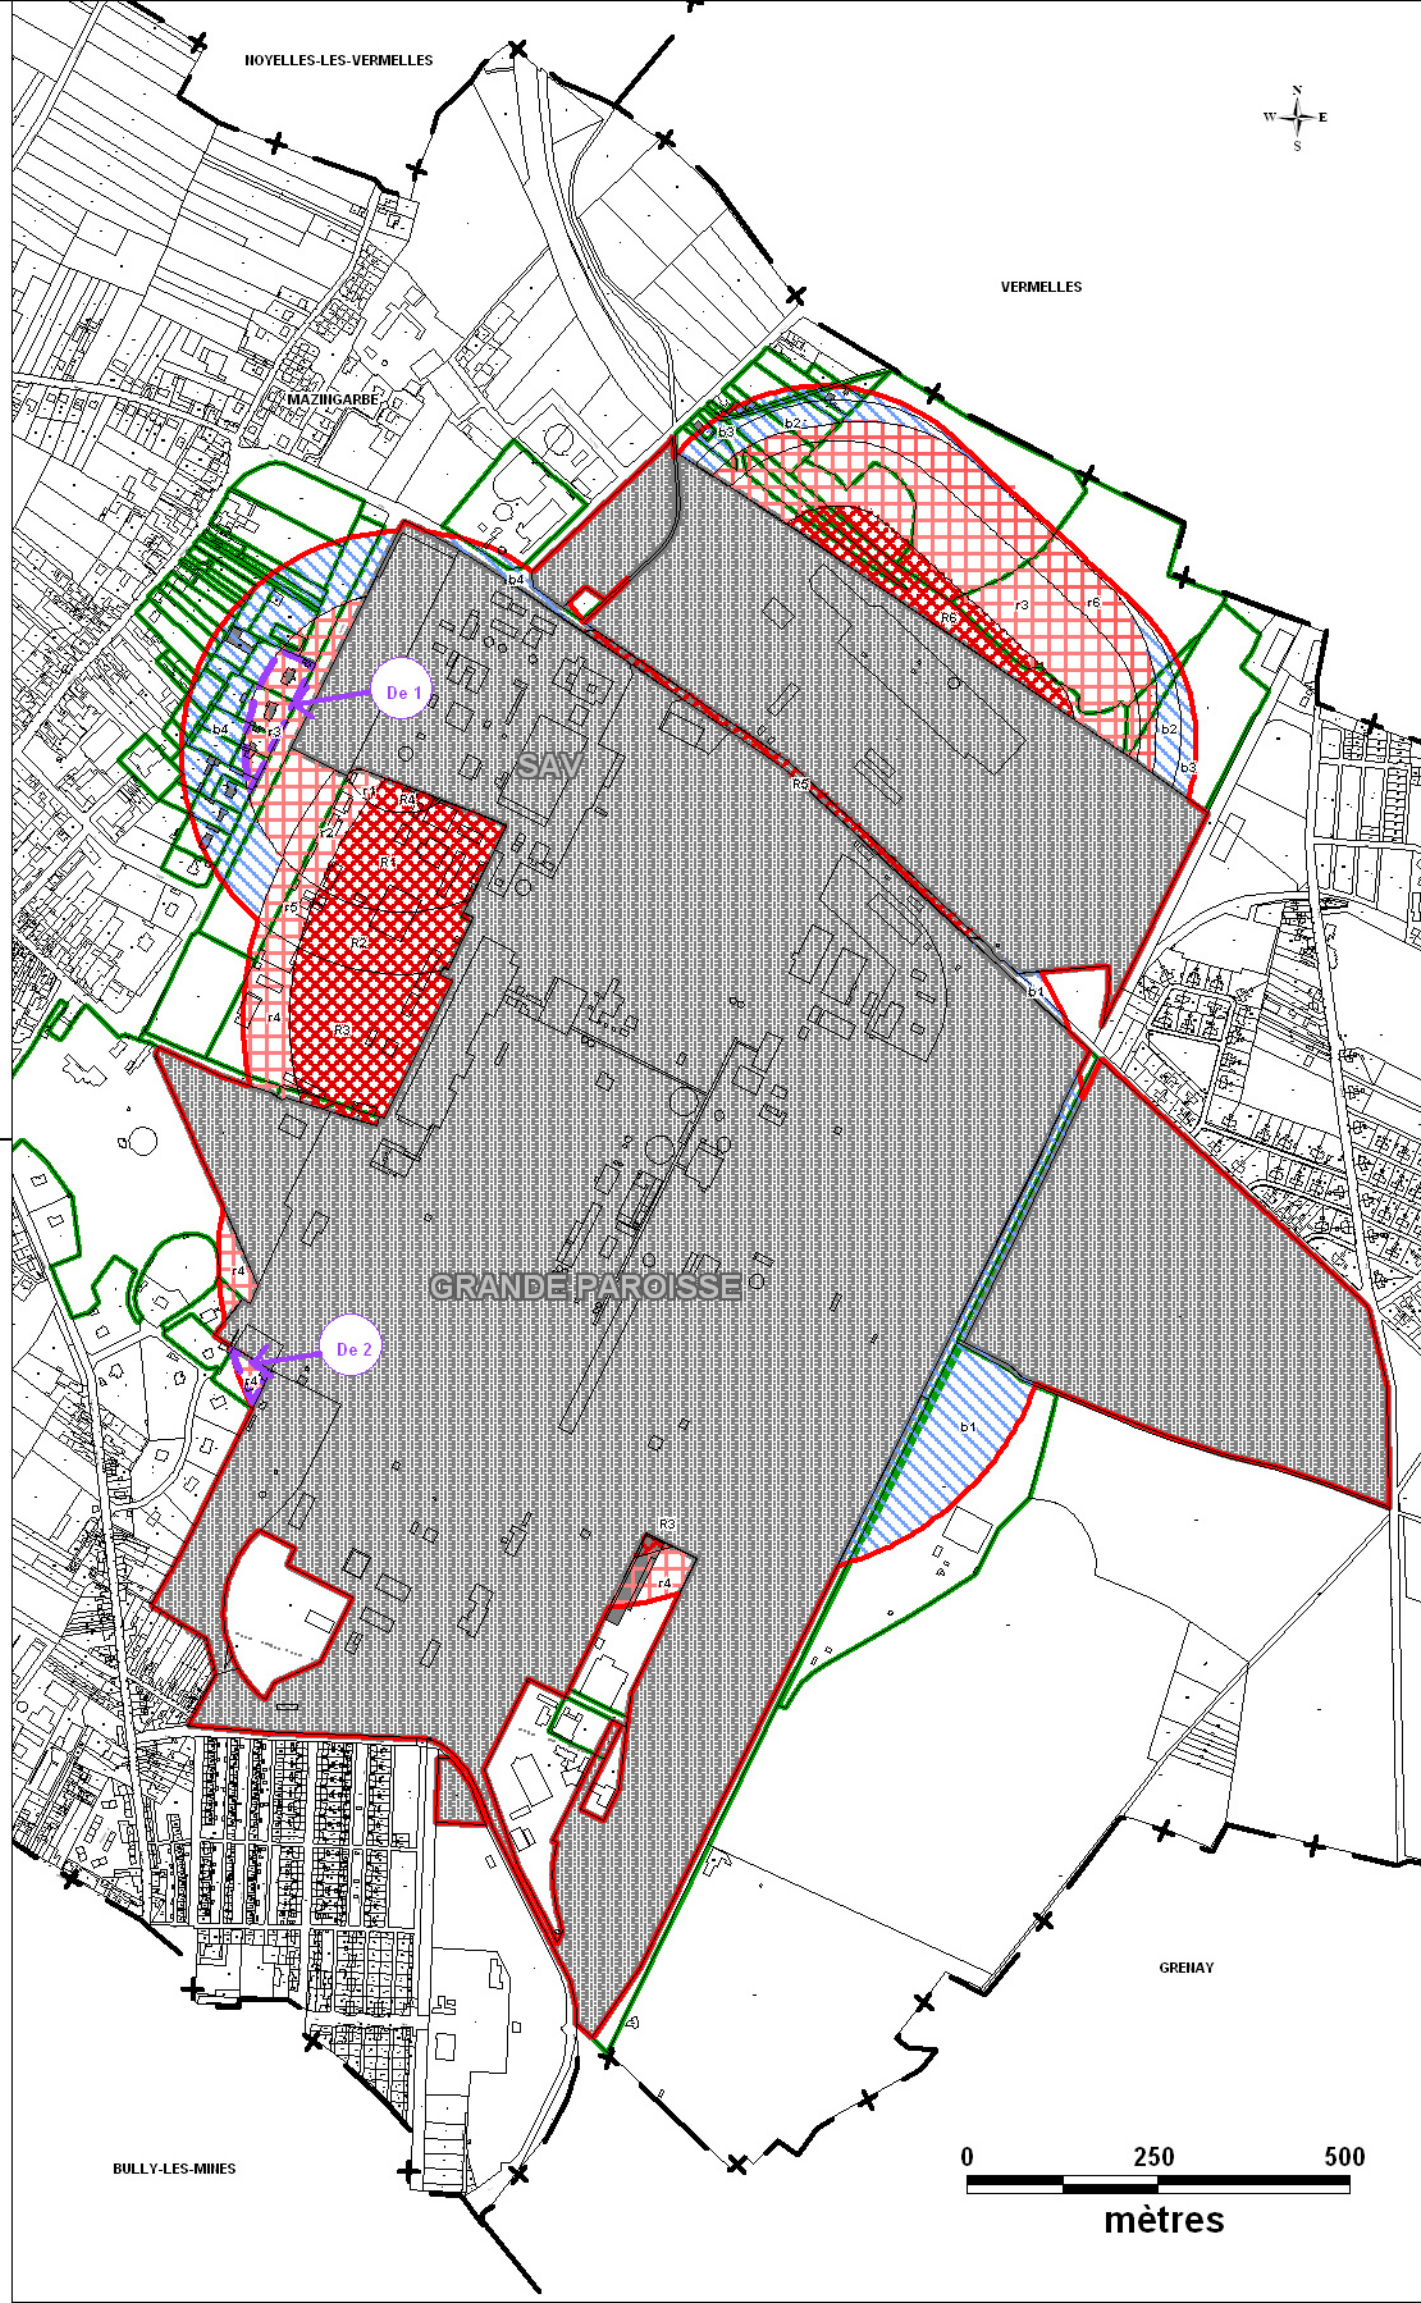 NOYELLES-LES-VERMELLES
N
W E
S
VERMELLES
MAZINGARBE
b3
b2
b4
r3
r6
R6
De 1
b4
r3
b2
SAV
b3
R5
r1
R4
r2
R1
r5
R2
b1
r4
R3
r4
GRANDE PAROISSE
De 2
r4
b1
R3
r4
GRENAY
BULLY-LES-MINES
0 250 500
mètres